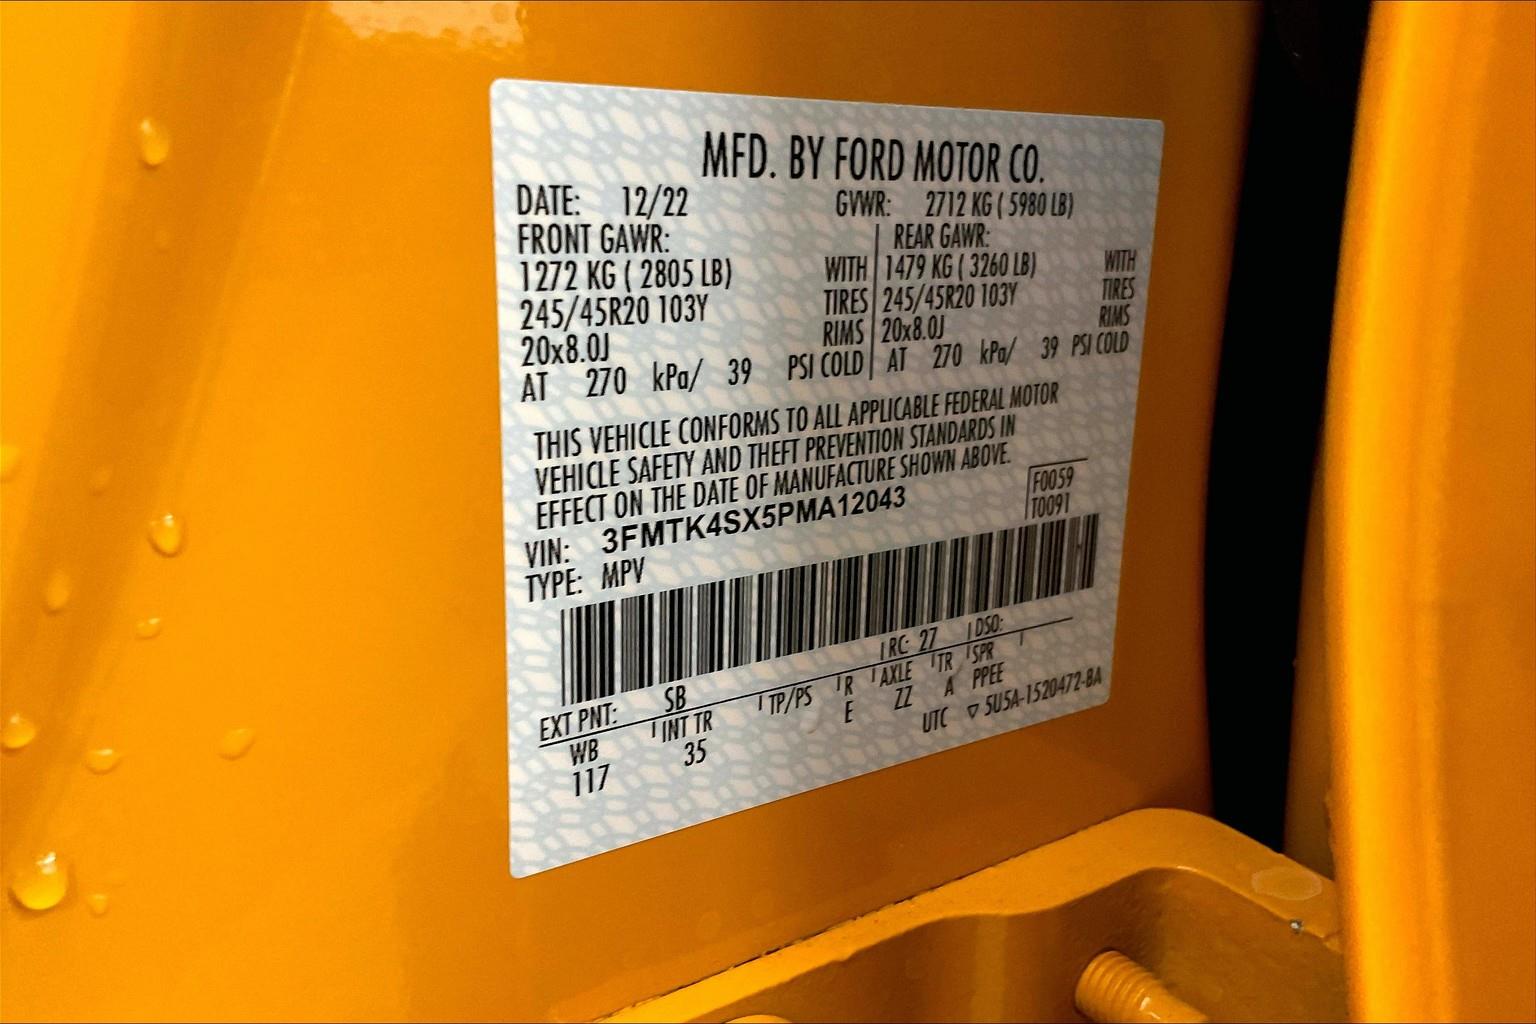 MFD. BY FORD MOTOR CO.
DATE: 12/22 GVWR: 2712 KG ( 5980 LB)
FRONT GAWR: REAR GAWR:
1272 KG ( 2805 LB) WITH 1479 KG ( 3260 LB) WITH
245/45R20 103Y TIRES 245/45R20 103Y TIRES
20x8.0J RIMS 20x8.0J RIMS
AT 270 kPa/ 39 PSI COLD AT 270 kPa/ 39 PSI COLD
THIS VEHICLE CONFORMS TO ALL APPLICABLE FEDERAL MOTOR
VEHICLE SAFETY AND THEFT PREVENTION STANDARDS IN
EFFECT ON THE DATE OF MANUFACTURE SHOWN ABOVE.
F0059
T0091
VIN: 3FMTK4SX5PMA12043
TYPE: MPV
EXT PNT: SB RC: 27 DSO:
WB INT TR TP/PS R AXLE TR SPR
117 35 E ZZ A PPEE
UTC ▽ 5U5A-1520472-BA